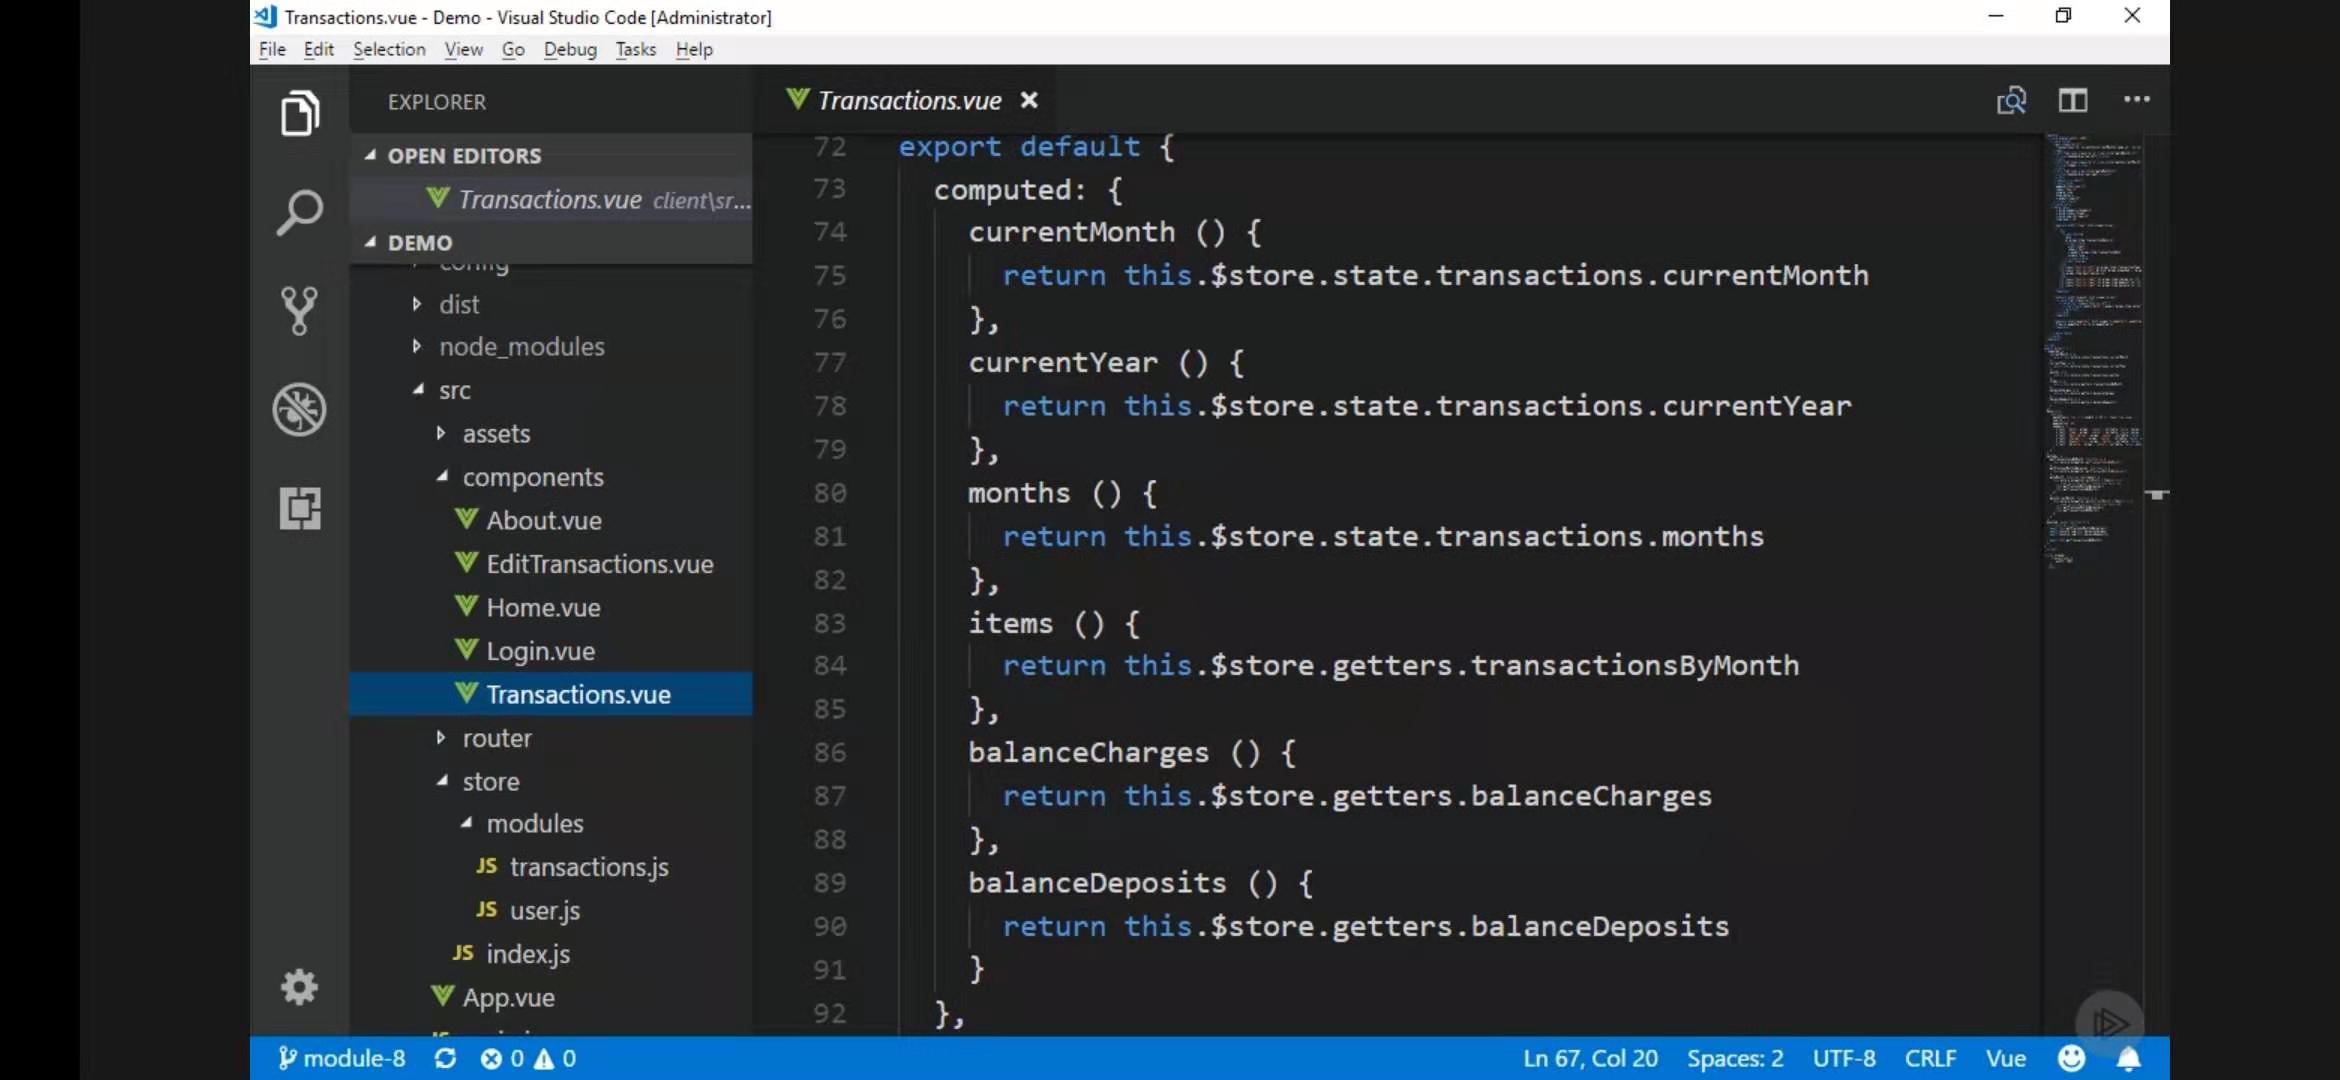 Transactions.vue - Demo - Visual Studio Code [Administrator]
File Edit Selection View Go Debug Tasks Help
EXPLORER
OPEN EDITORS
Transactions.vue client\sr...
DEMO
config
dist
node_modules
src
assets
components
About.vue
EditTransactions.vue
Home.vue
Login.vue
Transactions.vue
router
store
modules
JS transactions.js
JS user.js
JS index.js
App.vue
Transactions.vue
72 export default {
73 computed: {
74 currentMonth () {
75 return this.$store.state.transactions.currentMonth
76 },
77 currentYear () {
78 return this.$store.state.transactions.currentYear
79 },
80 months () {
81 return this.$store.state.transactions.months
82 },
83 items () {
84 return this.$store.getters.transactionsByMonth
85 },
86 balanceCharges () {
87 return this.$store.getters.balanceCharges
88 },
89 balanceDeposits () {
90 return this.$store.getters.balanceDeposits
91 }
92 },
module-8 0 0 Ln 67, Col 20 Spaces: 2 UTF-8 CRLF Vue